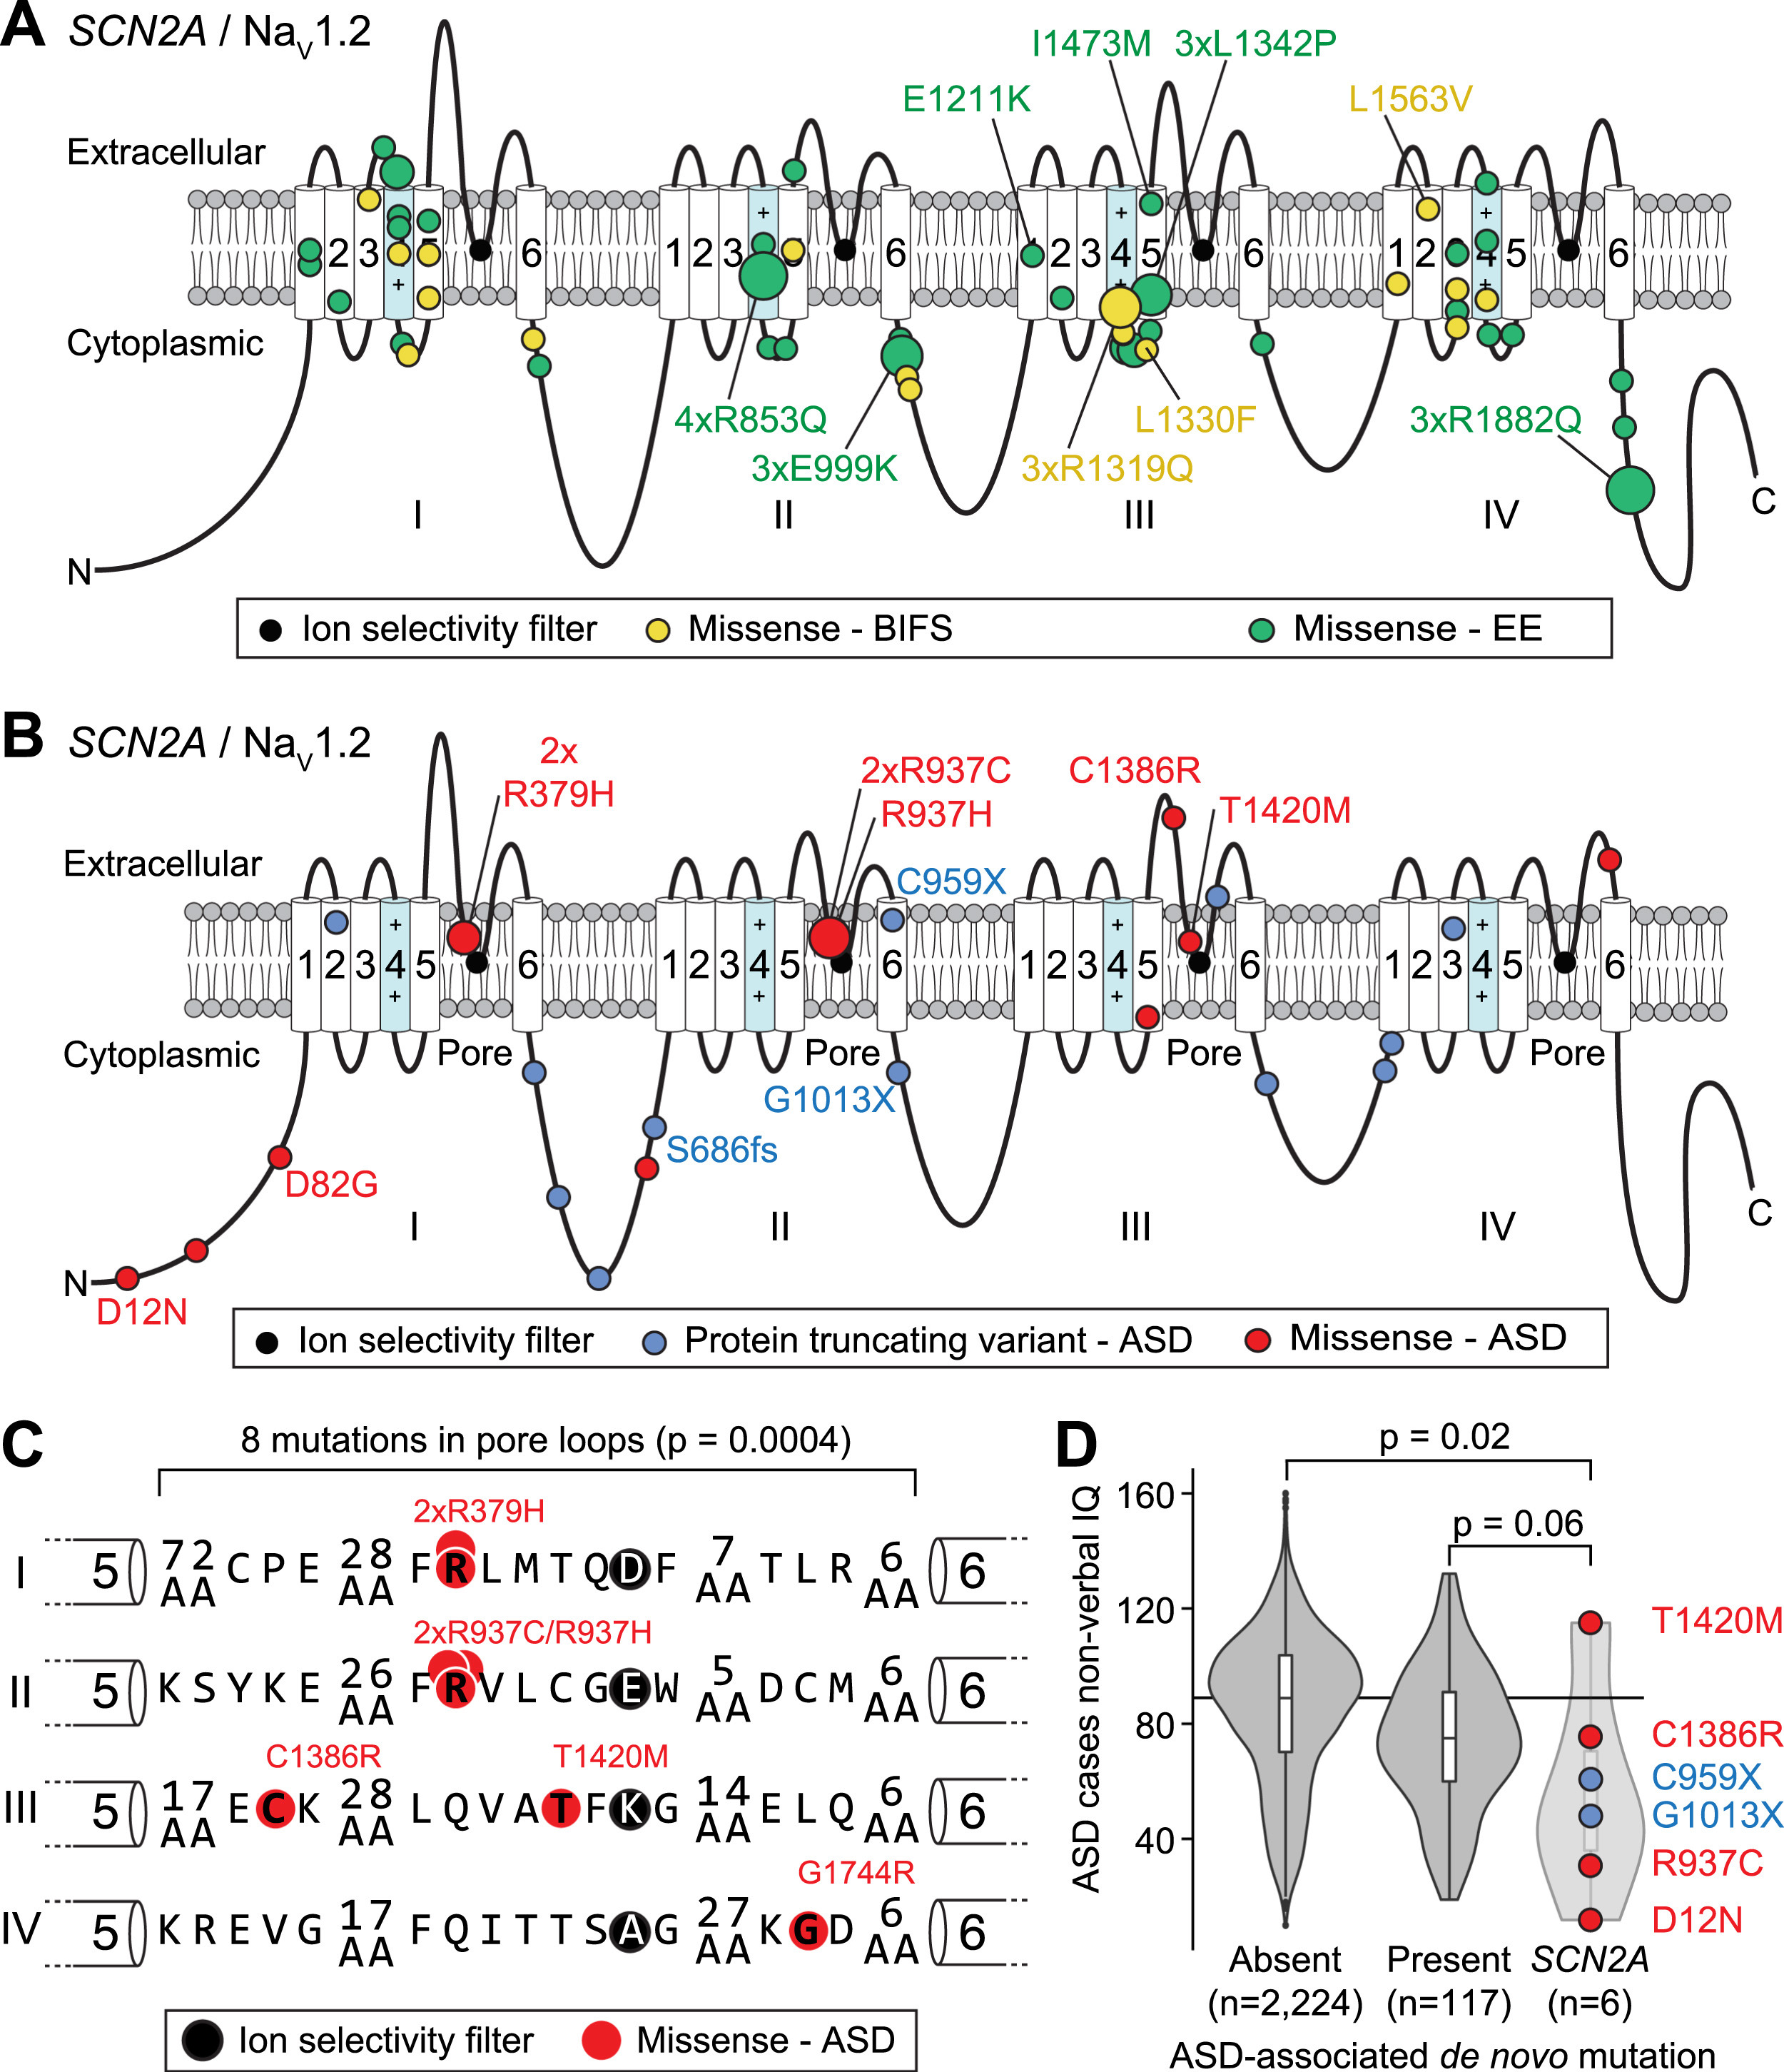 A SCN2A / NaV1.2
I1473M 3xL1342P
E1211K L1563V
Extracellular
+ + + +
2 3 5 6 1 2 3 5 6 1 2 3 4 5 6 1 2 4 5 6
+ + +
Cytoplasmic
4xR853Q L1330F 3xR1882Q
3xE999K 3xR1319Q
I II III IV C
N
Ion selectivity filter Missense - BIFS Missense - EE
B SCN2A / NaV1.2
2x
R379H
2xR937C C1386R
R937H T1420M
Extracellular C959X
+ + + +
1 2 3 4 5 6 1 2 3 4 5 6 1 2 3 4 5 6 1 2 3 4 5 6
+ + + +
Cytoplasmic Pore Pore Pore Pore
G1013X
S686fs
D82G
I II III IV C
N
D12N
Ion selectivity filter Protein truncating variant - ASD Missense - ASD
C
8 mutations in pore loops (p = 0.0004)
2xR379H
I 5 72 AA C P E 28 AA F R L M T Q D F 7 AA T L R 6 AA 6
2xR937C/R937H
II 5 K S Y K E 26 AA F R V L C G E W 5 AA D C M 6 AA 6
C1386R T1420M
III 5 17 AA E C K 28 AA L Q V A T F K G 14 AA E L Q 6 AA 6
G1744R
IV 5 K R E V G 17 AA F Q I T T S A G 27 AA K G D 6 AA 6
Ion selectivity filter Missense - ASD
D
p = 0.02
p = 0.06
ASD cases non-verbal IQ
160
120
80
40
T1420M
C1386R
C959X
G1013X
R937C
D12N
Absent Present SCN2A
(n=2,224) (n=117) (n=6)
ASD-associated de novo mutation